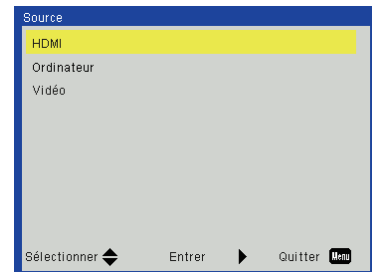 Source
HDMI
Ordinateur
Vidéo
Sélectionner Entrer Quitter Menu